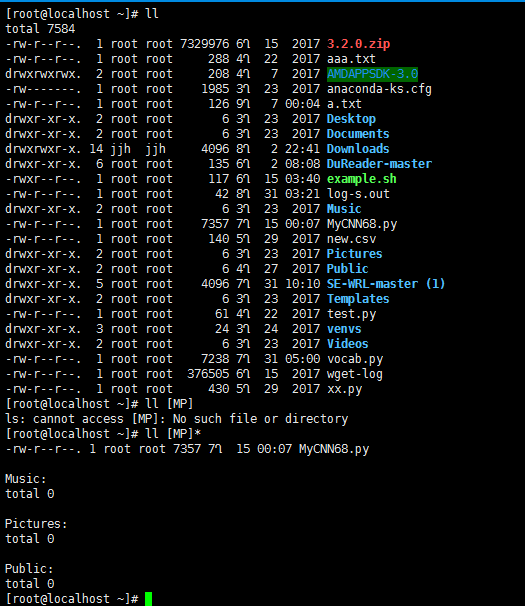 [root@localhost ~]# ll
total 7584
-rw-r--r--.  1 root root 7329976 6月  15  2017 3.2.0.zip
-rw-r--r--.  1 root root     288 4月  22  2017 aaa.txt
drwxrwxrwx.  2 root root     208 4月   7  2017 AMDAPPSDK-3.0
-rw-------.  1 root root    1985 3月  23  2017 anaconda-ks.cfg
-rw-r--r--.  1 root root     126 9月   7 00:04 a.txt
drwxr-xr-x.  2 root root       6 3月  23  2017 Desktop
drwxr-xr-x.  2 root root       6 3月  23  2017 Documents
drwxrwxr-x. 14 jjh  jjh     4096 8月   2 22:41 Downloads
drwxr-xr-x.  6 root root     135 6月   2 08:08 DuReader-master
-rwxr--r--.  1 root root     117 6月  15 03:40 example.sh
-rw-r--r--.  1 root root      42 8月  31 03:21 log-s.out
drwxr-xr-x.  2 root root       6 3月  23  2017 Music
-rw-r--r--.  1 root root    7357 7月  15 00:07 MyCNN68.py
-rw-r--r--.  1 root root     140 5月  29  2017 new.csv
drwxr-xr-x.  2 root root       6 3月  23  2017 Pictures
drwxr-xr-x.  2 root root       6 4月  27  2017 Public
drwxr-xr-x.  5 root root    4096 7月  31 10:10 SE-WRL-master (1)
drwxr-xr-x.  2 root root       6 3月  23  2017 Templates
-rw-r--r--.  1 root root      61 4月  22  2017 test.py
drwxr-xr-x.  3 root root      24 3月  24  2017 venvs
drwxr-xr-x.  2 root root       6 3月  23  2017 Videos
-rw-r--r--.  1 root root    7238 7月  31 05:00 vocab.py
-rw-r--r--.  1 root root  376505 6月  15  2017 wget-log
-rw-r--r--.  1 root root     430 5月  29  2017 xx.py
[root@localhost ~]# ll [MP]
ls: cannot access [MP]: No such file or directory
[root@localhost ~]# ll [MP]*
-rw-r--r--. 1 root root 7357 7月  15 00:07 MyCNN68.py
Music:
total 0
Pictures:
total 0
Public:
total 0
[root@localhost ~]#